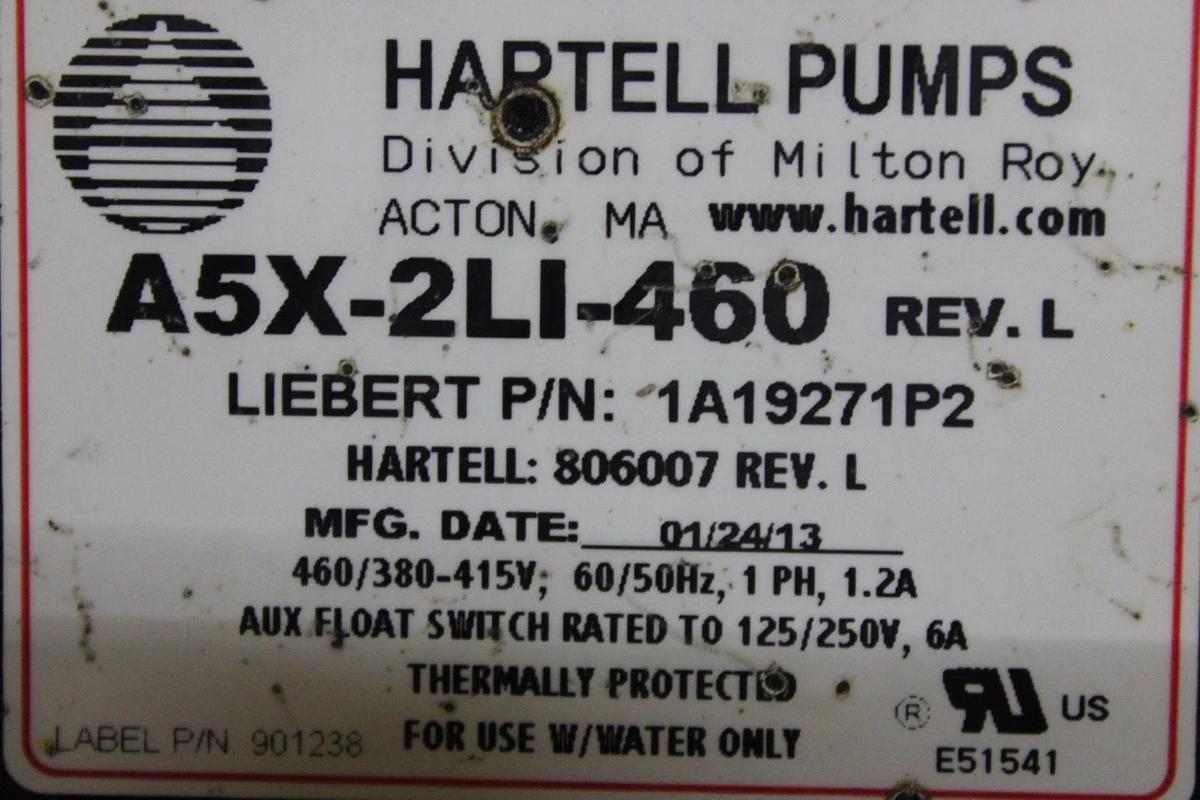 HARTELL PUMPS
Division of Milton Roy
ACTON, MA www.hartell.com
A5X-2LI-460 REV. L
LIEBERT P/N: 1A19271P2
HARTELL: 806007 REV. L
MFG. DATE: 01/24/13
460/380-415V; 60/50Hz, 1 PH, 1.2A
AUX FLOAT SWITCH RATED TO 125/250V, 6A
THERMALLY PROTECTED
FOR USE W/WATER ONLY
LABEL P/N 901238
® RU US
E51541